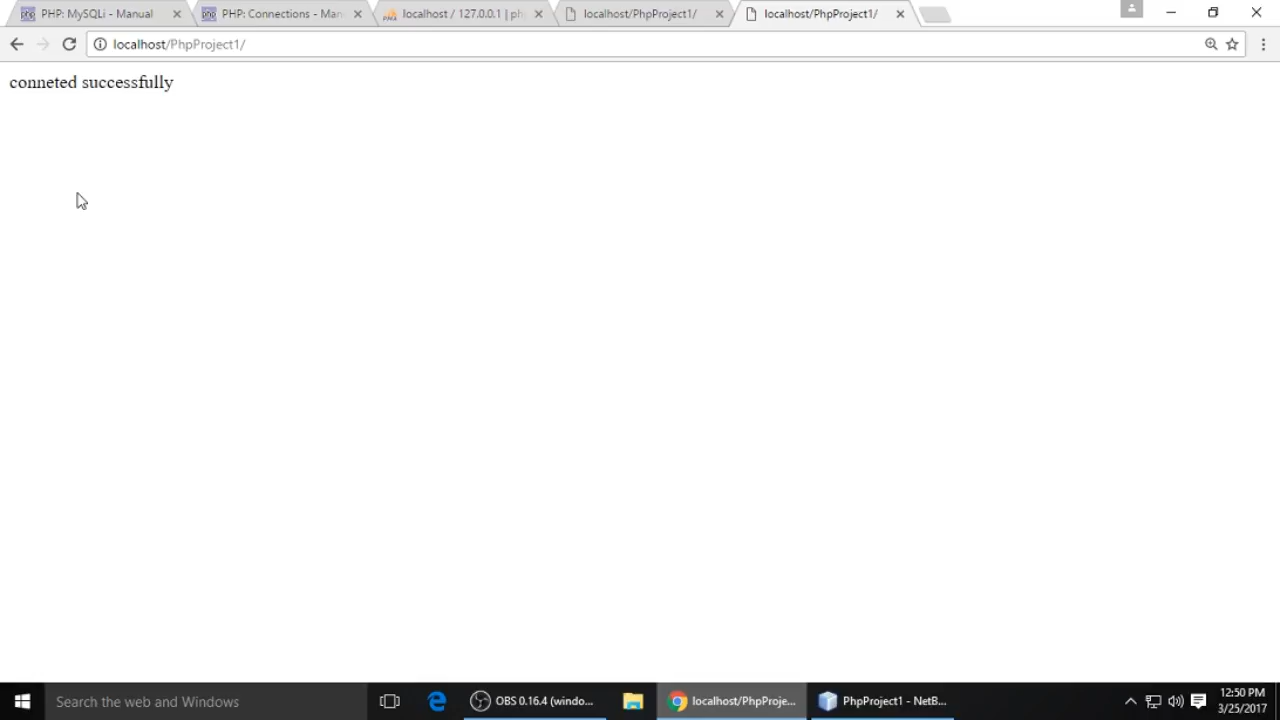 PHP: MySQLi - Manual
PHP: Connections - Man
localhost / 127.0.0.1 | ph
localhost/PhpProject1/
localhost/PhpProject1/
localhost/PhpProject1/
conneted successfully
Search the web and Windows
OBS 0.16.4 (windo...
localhost/PhpProje...
PhpProject1 - NetB...
12:50 PM
3/25/2017